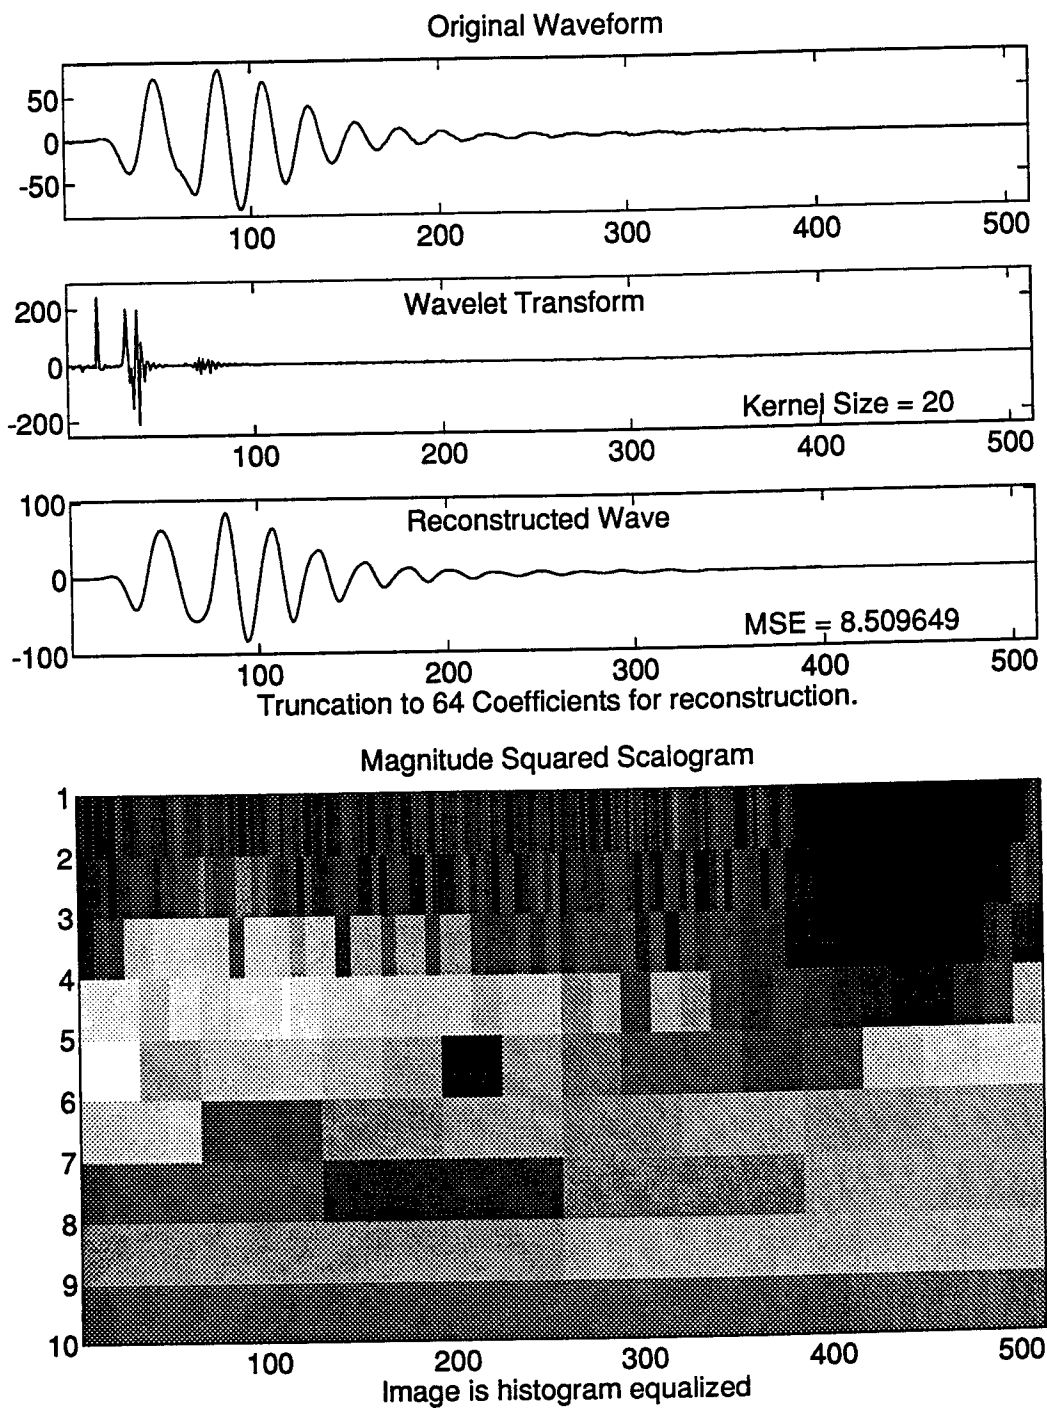 Original Waveform
50
0
-50
100 200 300 400 500
Wavelet Transform
200
0
-200
Kernel Size = 20
100 200 300 400 500
100
Reconstructed Wave
0
MSE = 8.509649
-100
100 200 300 400 500
Truncation to 64 Coefficients for reconstruction.
Magnitude Squared Scalogram
1
2
3
4
5
6
7
8
9
10
100 200 300 400 500
Image is histogram equalized